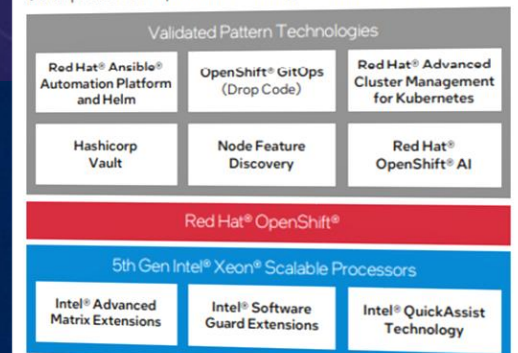 Validated Pattern Technologies
Red Hat® Ansible®
Automation Platform
and Helm
OpenShift® GitOps
(Drop Code)
Red Hat® Advanced
Cluster Management
for Kubernetes
Hashicorp
Vault
Node Feature
Discovery
Red Hat®
OpenShift® AI
Red Hat® OpenShift®
5th Gen Intel® Xeon® Scalable Processors
Intel® Advanced
Matrix Extensions
Intel® Software
Guard Extensions
Intel® QuickAssist
Technology